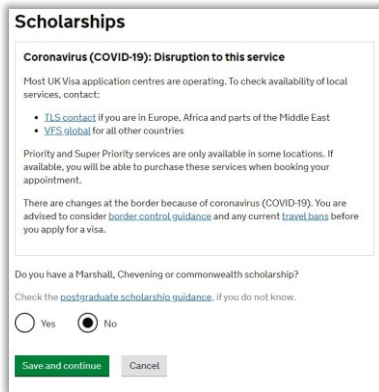 Scholarships
Coronavirus (COVID-19): Disruption to this service
Most UK Visa application centres are operating. To check availability of local
services, contact:
• TLS contact if you are in Europe, Africa and parts of the Middle East
• VFS global for all other countries
Priority and Super Priority services are only available in some locations. If
available, you will be able to purchase these services when booking your
appointment.
There are changes at the border because of coronavirus (COVID-19). You are
advised to consider border control guidance and any current travel bans before
you apply for a visa.
Do you have a Marshall, Chevening or commonwealth scholarship?
Check the postgraduate scholarship guidance, if you do not know.
Yes No
Save and continue Cancel